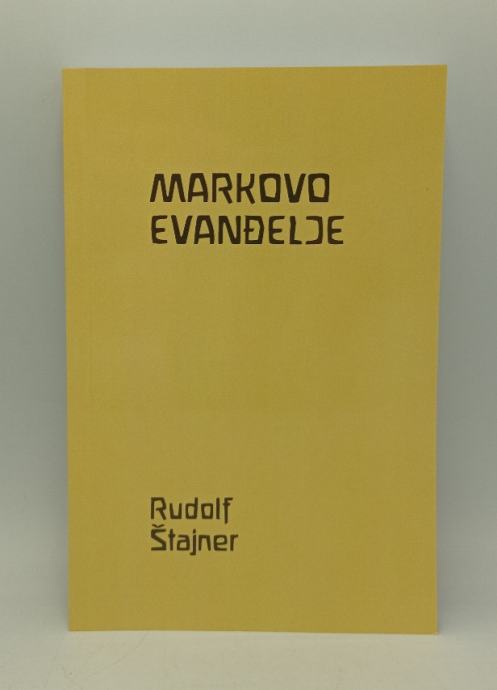 MARKOVO
EVANĐELJE
Rudolf
Štajner